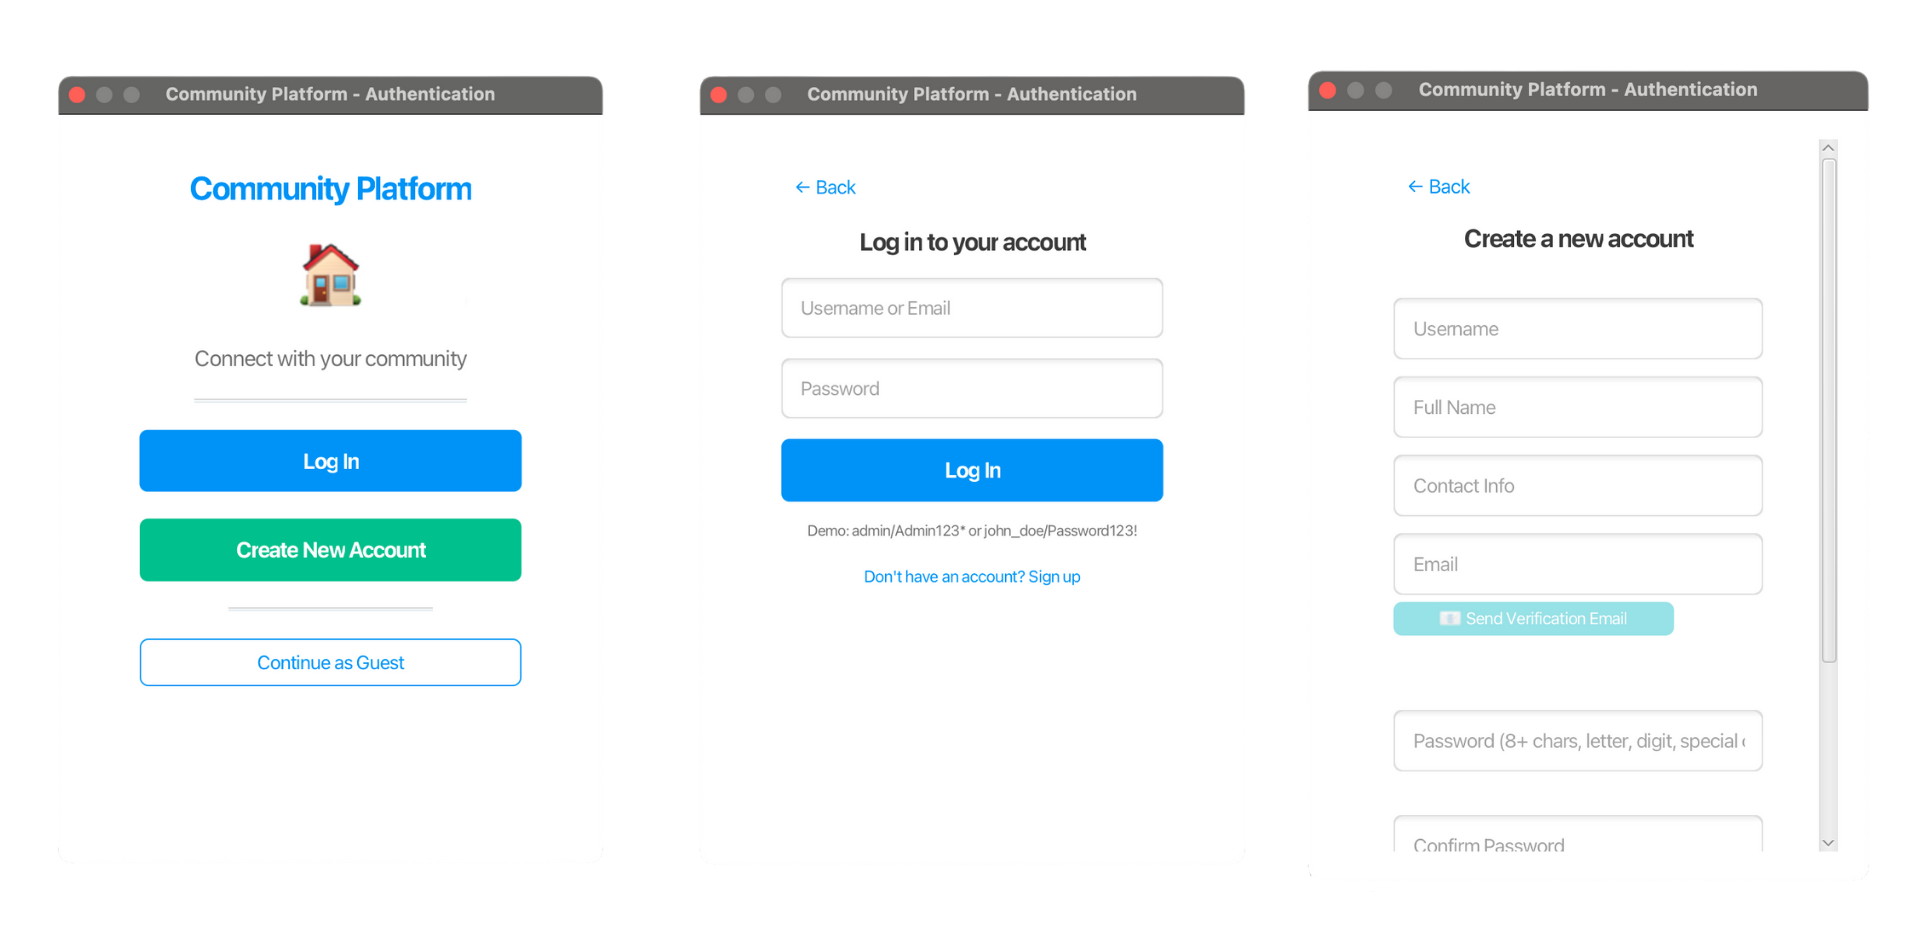 Community Platform - Authentication
Community Platform
Connect with your community
Log In
Create New Account
Continue as Guest
Community Platform - Authentication
← Back
Log in to your account
Username or Email
Password
Log In
Demo: admin/Admin123* or john_doe/Password123!
Don't have an account? Sign up
Community Platform - Authentication
← Back
Create a new account
Username
Full Name
Contact Info
Email
Send Verification Email
Password (8+ chars, letter, digit, special
Confirm Password